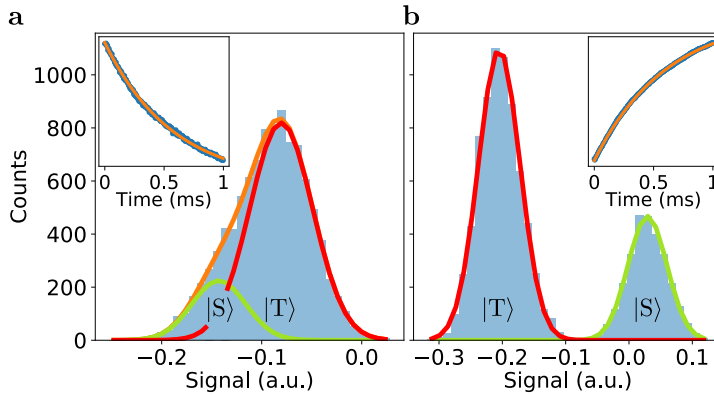 a
b
1000
800
600
400
200
0
Counts
0 0.5 1
Time (ms)
|S⟩ |T⟩
−0.2 −0.1 0.0
Signal (a.u.)
0 0.5 1
Time (ms)
|T⟩ |S⟩
−0.3 −0.2 −0.1 0.0 0.1
Signal (a.u.)